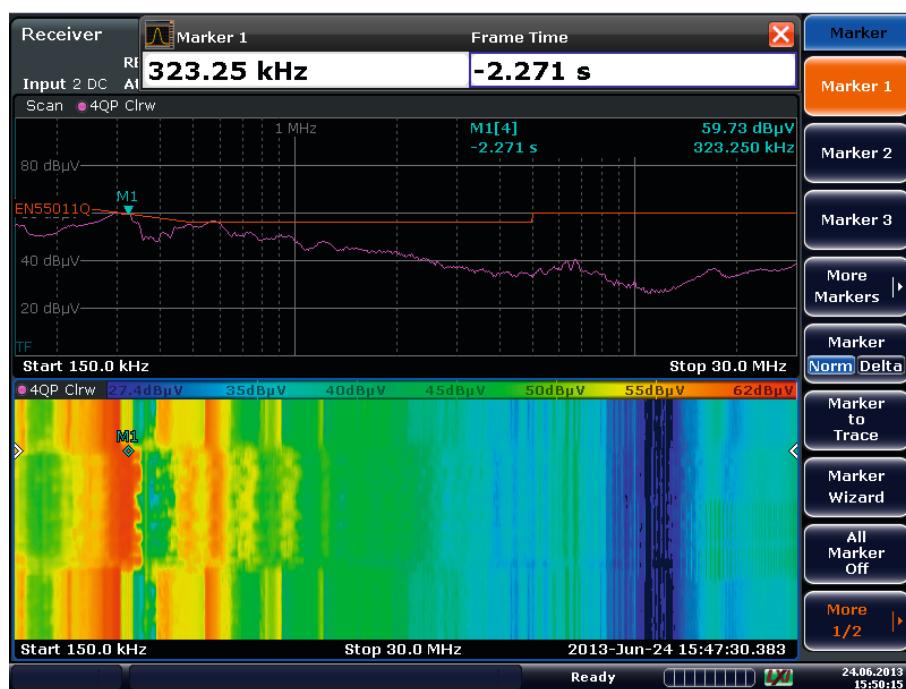 Receiver
Marker 1
Frame Time
323.25 kHz
-2.271 s
Input 2 DC
Scan 4QP Clrw
1 MHz
M1[4] 59.73 dBµV
-2.271 s 323.250 kHz
80 dBµV
M1
EN55011Q
40 dBµV
20 dBµV
TF
Start 150.0 kHz
Stop 30.0 MHz
4QP Clrw 27.4dBµV 35dBµV 40dBµV 45dBµV 50dBµV 55dBµV 62dBµV
M1
Start 150.0 kHz
Stop 30.0 MHz
2013-Jun-24 15:47:30.383
Marker
Marker 1
Marker 2
Marker 3
More
Markers
Marker
Norm Delta
Marker
to
Trace
Marker
Wizard
All
Marker
Off
More
1/2
Ready
LXI
24.06.2013
15:50:15